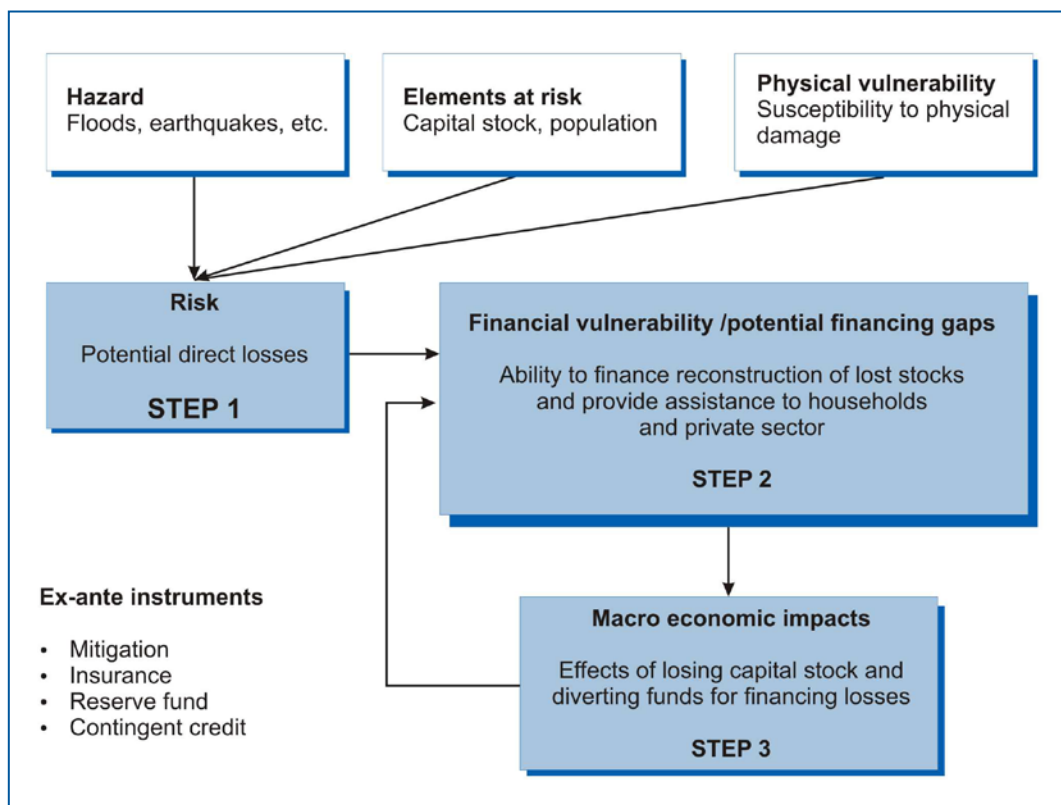 Hazard
Floods, earthquakes, etc.
Elements at risk
Capital stock, population
Physical vulnerability
Susceptibility to physical
damage
Risk
Potential direct losses
STEP 1
Financial vulnerability /potential financing gaps
Ability to finance reconstruction of lost stocks
and provide assistance to households
and private sector
STEP 2
Ex-ante instruments
• Mitigation
• Insurance
• Reserve fund
• Contingent credit
Macro economic impacts
Effects of losing capital stock and
diverting funds for financing losses
STEP 3